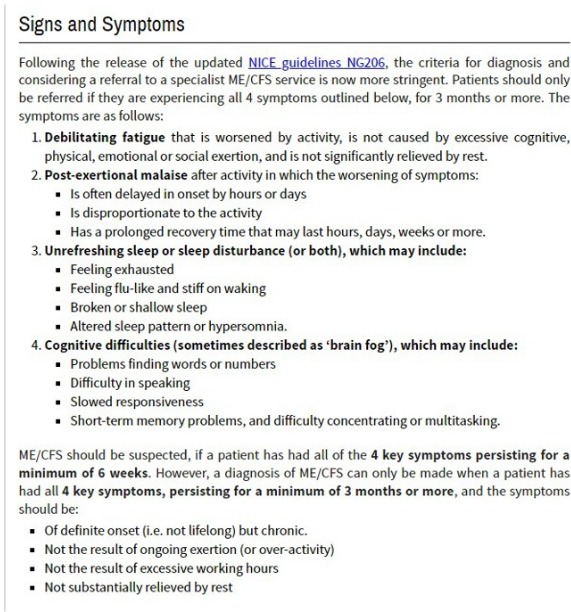 Signs and Symptoms
Following the release of the updated NICE guidelines NG206, the criteria for diagnosis and
considering a referral to a specialist ME/CFS service is now more stringent. Patients should only
be referred if they are experiencing all 4 symptoms outlined below, for 3 months or more. The
symptoms are as follows:
1. Debilitating fatigue that is worsened by activity, is not caused by excessive cognitive,
physical, emotional or social exertion, and is not significantly relieved by rest.
2. Post-exertional malaise after activity in which the worsening of symptoms:
▪ Is often delayed in onset by hours or days
▪ Is disproportionate to the activity
▪ Has a prolonged recovery time that may last hours, days, weeks or more.
3. Unrefreshing sleep or sleep disturbance (or both), which may include:
▪ Feeling exhausted
▪ Feeling flu-like and stiff on waking
▪ Broken or shallow sleep
▪ Altered sleep pattern or hypersomnia.
4. Cognitive difficulties (sometimes described as ‘brain fog’), which may include:
▪ Problems finding words or numbers
▪ Difficulty in speaking
▪ Slowed responsiveness
▪ Short-term memory problems, and difficulty concentrating or multitasking.
ME/CFS should be suspected, if a patient has had all of the 4 key symptoms persisting for a
minimum of 6 weeks. However, a diagnosis of ME/CFS can only be made when a patient has
had all 4 key symptoms, persisting for a minimum of 3 months or more, and the symptoms
should be:
▪ Of definite onset (i.e. not lifelong) but chronic.
▪ Not the result of ongoing exertion (or over-activity)
▪ Not the result of excessive working hours
▪ Not substantially relieved by rest